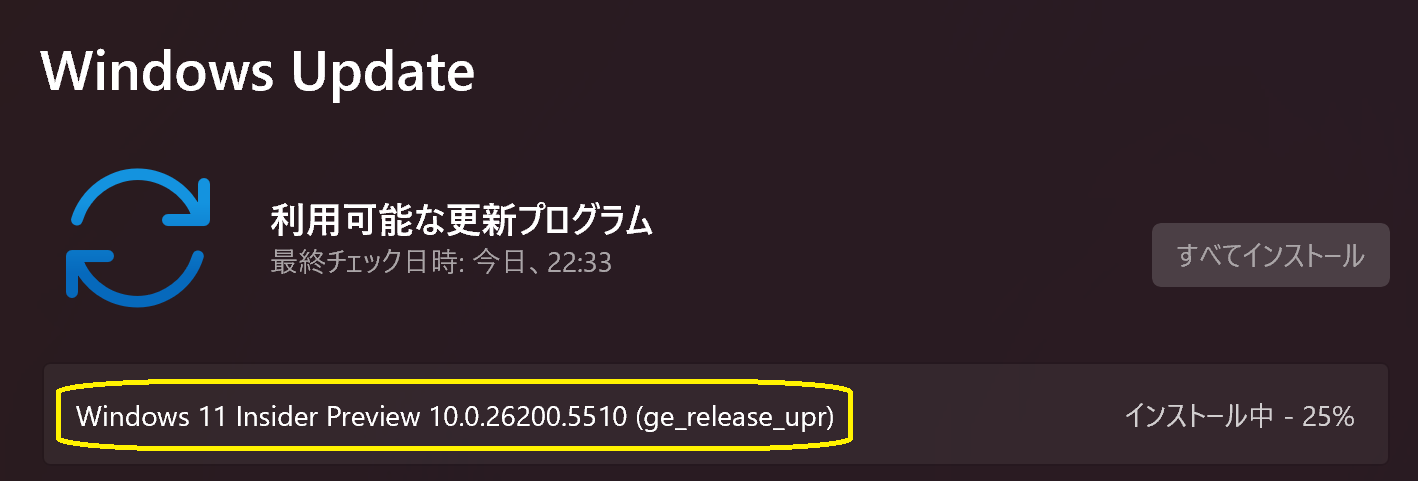 Windows Update
利用可能な更新プログラム
最終チェック日時: 今日、22:33
すべてインストール
Windows 11 Insider Preview 10.0.26200.5510 (ge_release_upr)
インストール中 - 25%